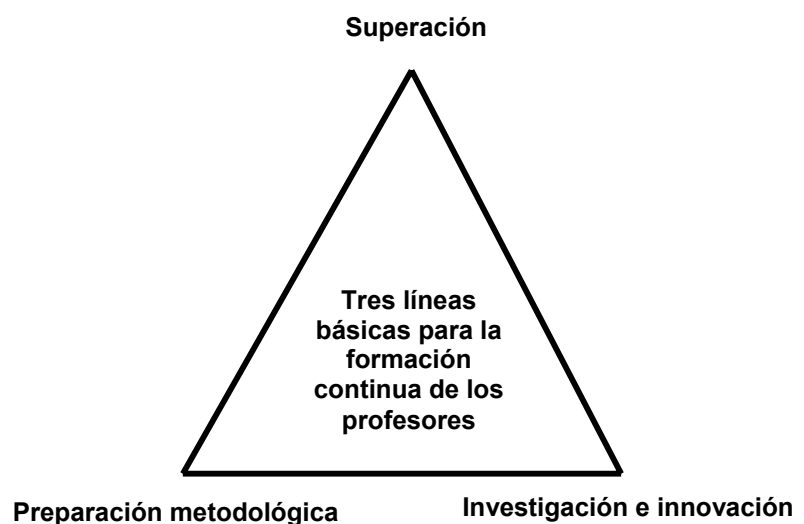 Superación
Tres líneas
básicas para la
formación
continua de los
profesores
Preparación metodológica
Investigación e innovación